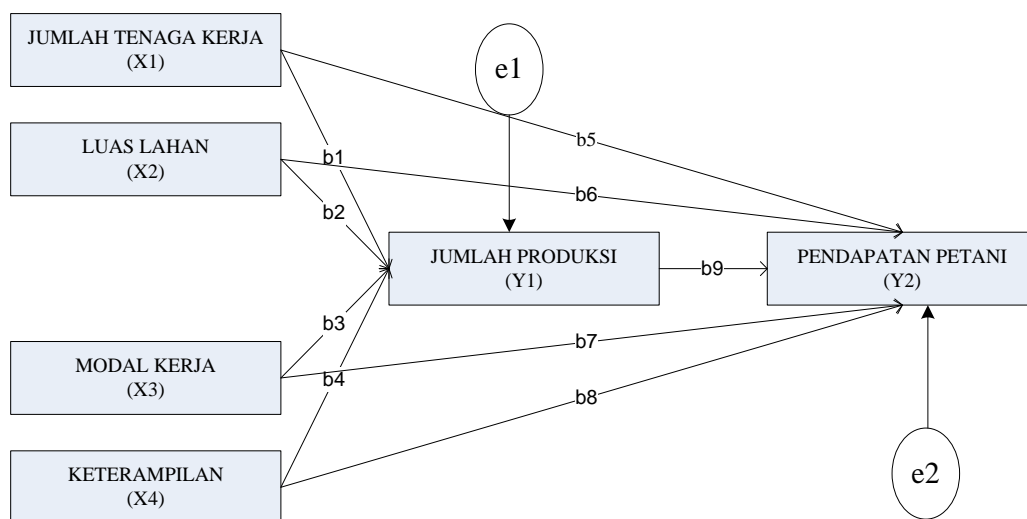 JUMLAH TENAGA KERJA
(X1)
e1
LUAS LAHAN
(X2)
b1
b2
b5
b6
JUMLAH PRODUKSI
(Y1)
b9
PENDAPATAN PETANI
(Y2)
b3
b4
b7
b8
MODAL KERJA
(X3)
KETERAMPILAN
(X4)
e2